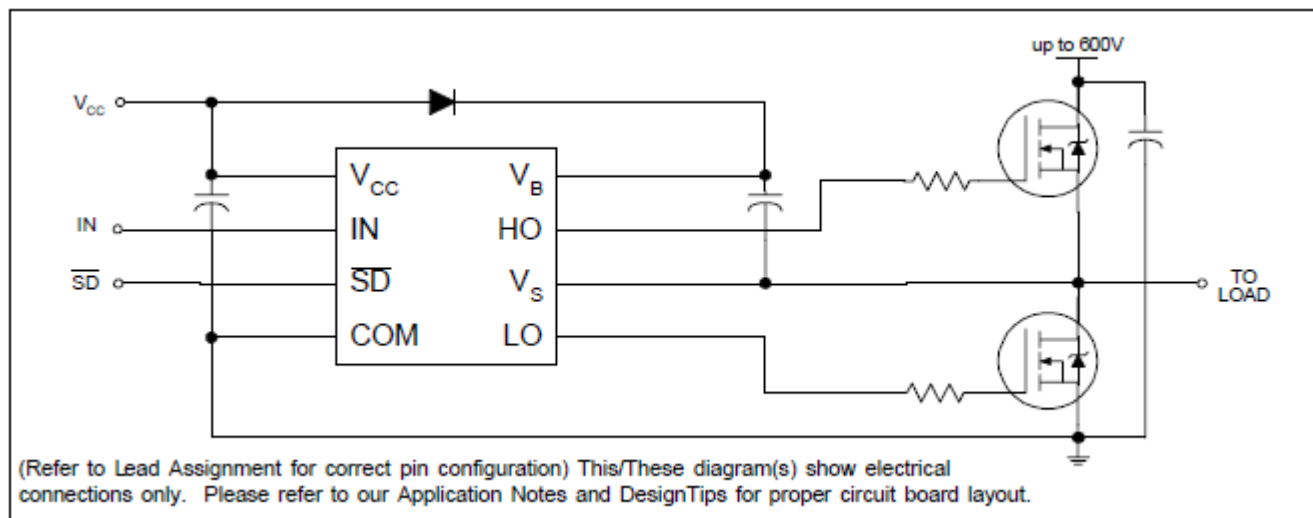 up to 600V
VCC
VCC VB
IN
IN HO
SD
SD VS
TO
LOAD
COM LO
(Refer to Lead Assignment for correct pin configuration) This/These diagram(s) show electrical
connections only. Please refer to our Application Notes and DesignTips for proper circuit board layout.